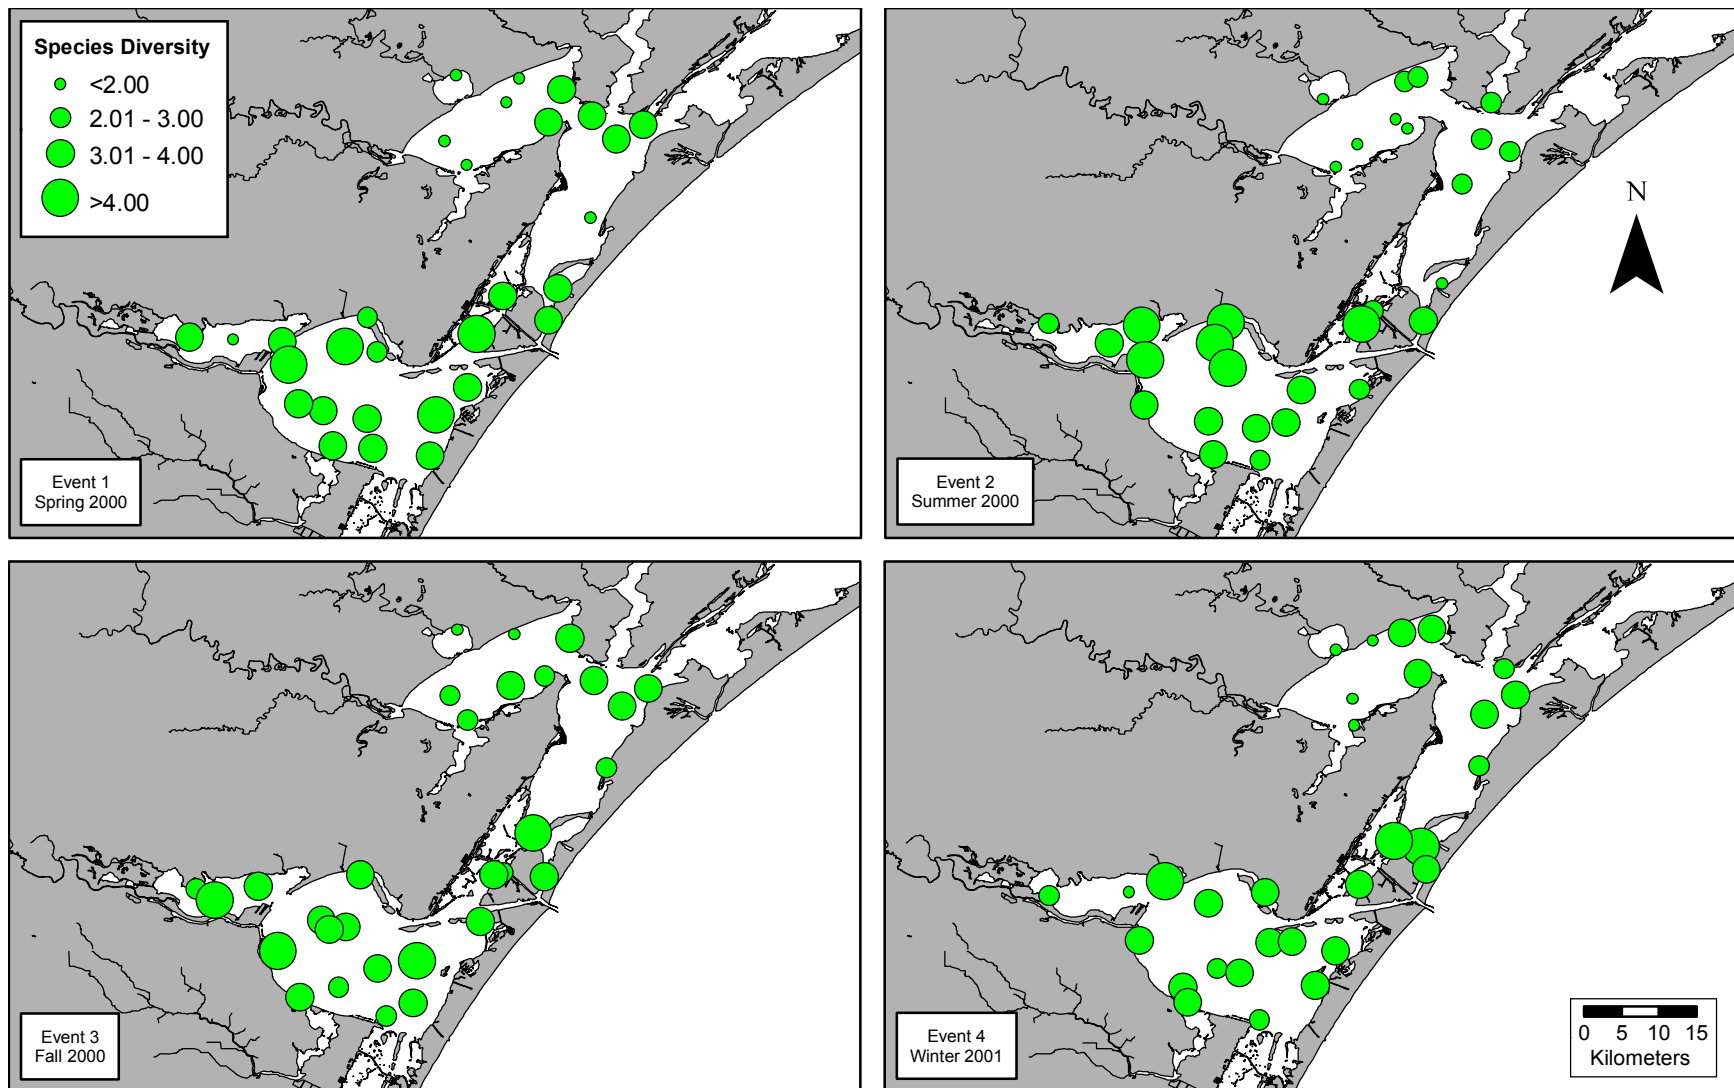 Species Diversity
<2.00
2.01 - 3.00
3.01 - 4.00
>4.00
Event 1
Spring 2000
N
Event 2
Summer 2000
Event 3
Fall 2000
Event 4
Winter 2001
0 5 10 15
Kilometers